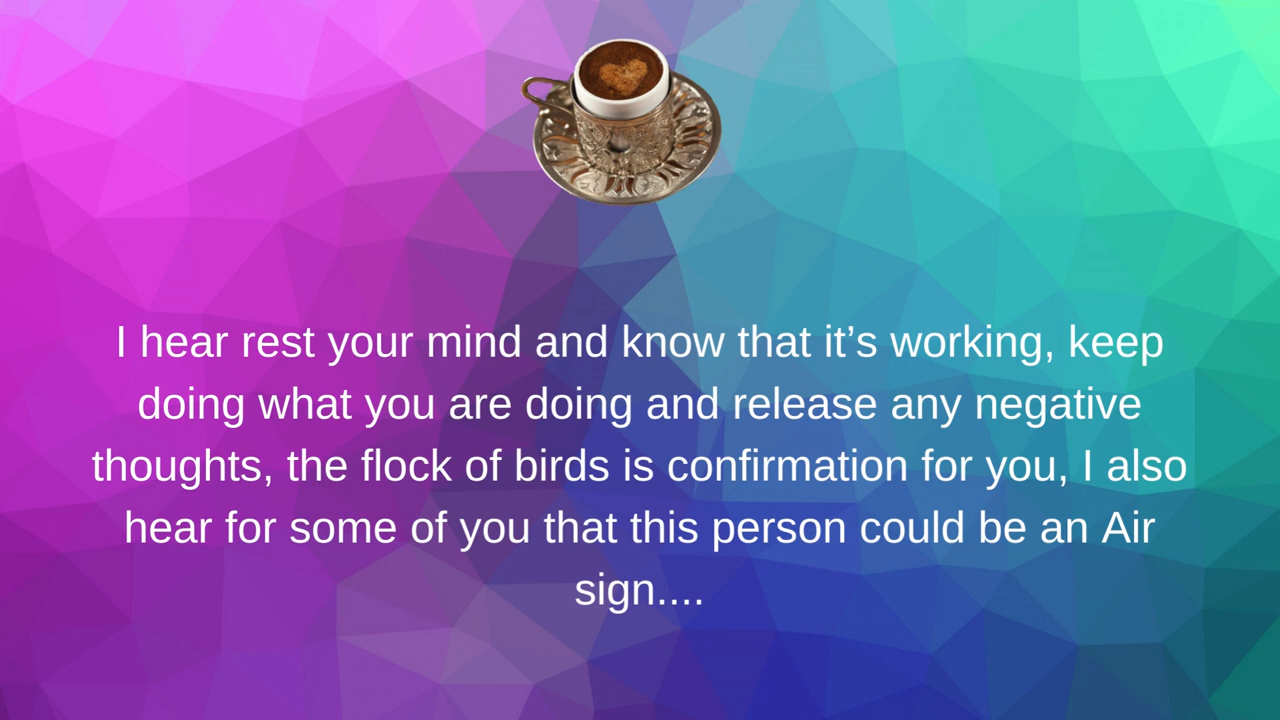 I hear rest your mind and know that it’s working, keep
doing what you are doing and release any negative
thoughts, the flock of birds is confirmation for you, I also
hear for some of you that this person could be an Air
sign....